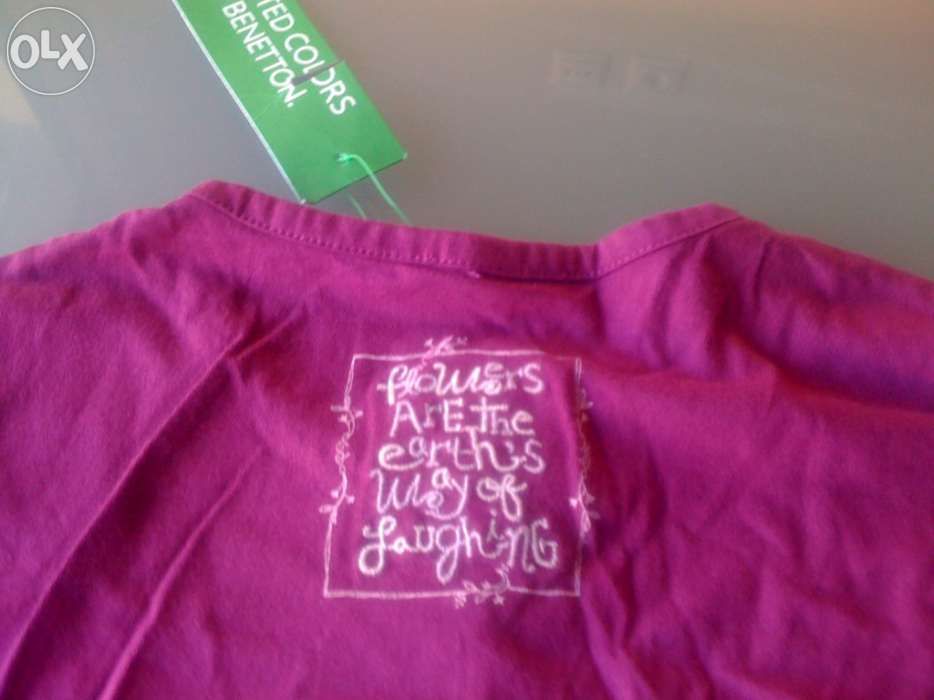 OLX
TED COLORS
BENETTON.
flowers
ArE the
earth's
way of
LaughiNG